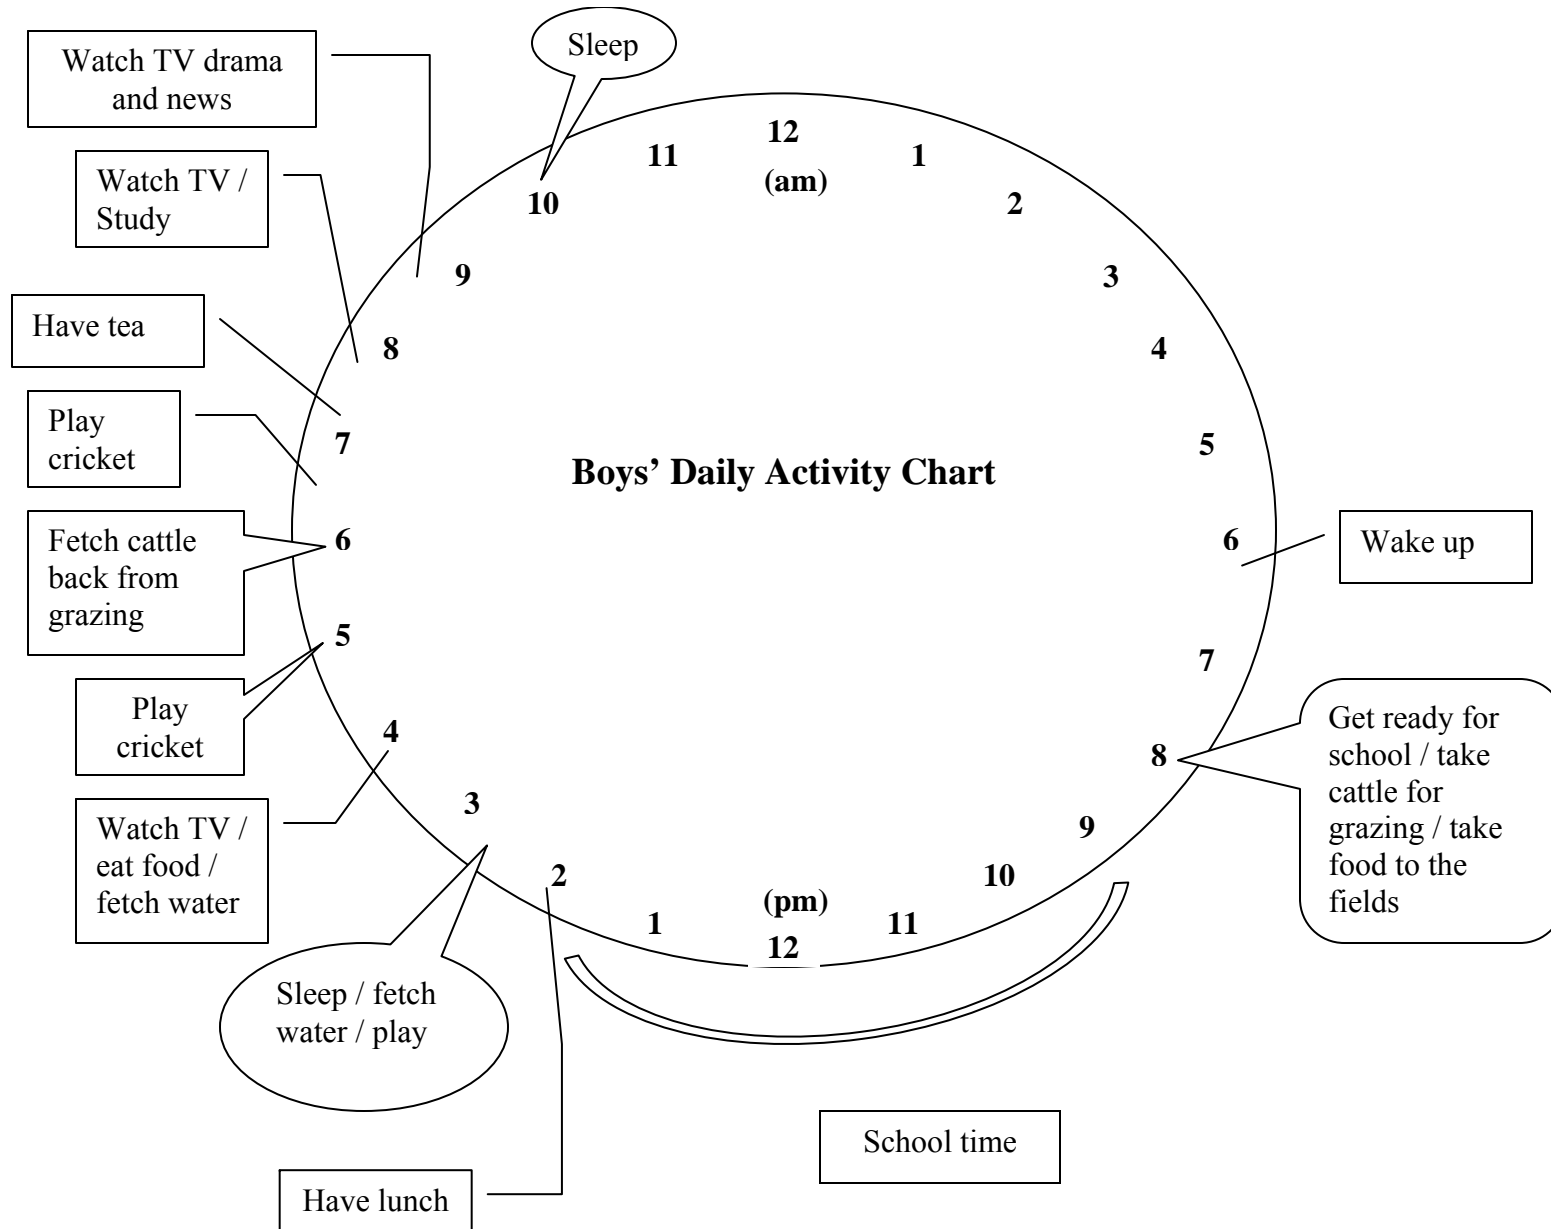 Sleep
Watch TV drama
and news
Watch TV /
Study
Have tea
Play
cricket
Fetch cattle
back from
grazing
Play
cricket
Watch TV /
eat food /
fetch water
Sleep / fetch
water / play
Have lunch
12
(am)
1
2
3
4
5
6
7
8
9
10
11
(pm)
12
1
2
3
4
5
6
7
8
9
10
11
Boys’ Daily Activity Chart
Wake up
Get ready for
school / take
cattle for
grazing / take
food to the
fields
School time